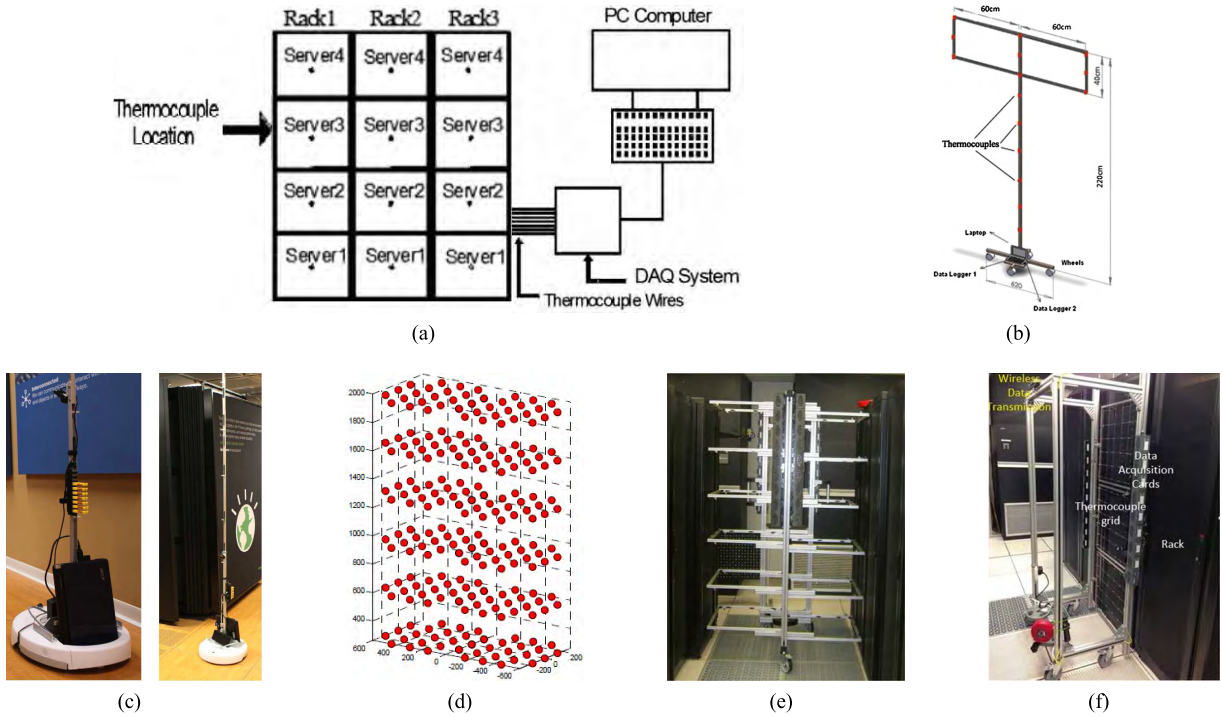 Rack1 Rack2 Rack3
PC Computer
Server4 Server4 Server4
Server3 Server3 Server3
Server2 Server2 Server2
Server1 Server1 Server1
Thermocouple
Location
DAQ System
Thermocouple Wires
(a)
60cm
60cm
40cm
220cm
Thermocouples
Laptop
Wheels
Data Logger 1
620
Data Logger 2
(b)
Interconnected
(c)
2000
1800
1600
1400
1200
1000
800
600
400
600
400 200 0 -200 -400 -600
-200 0 200
(d)
(e)
Wireless
Data
Transmission
Data
Acquisition
Cards
Thermocouple
grid
Rack
(f)